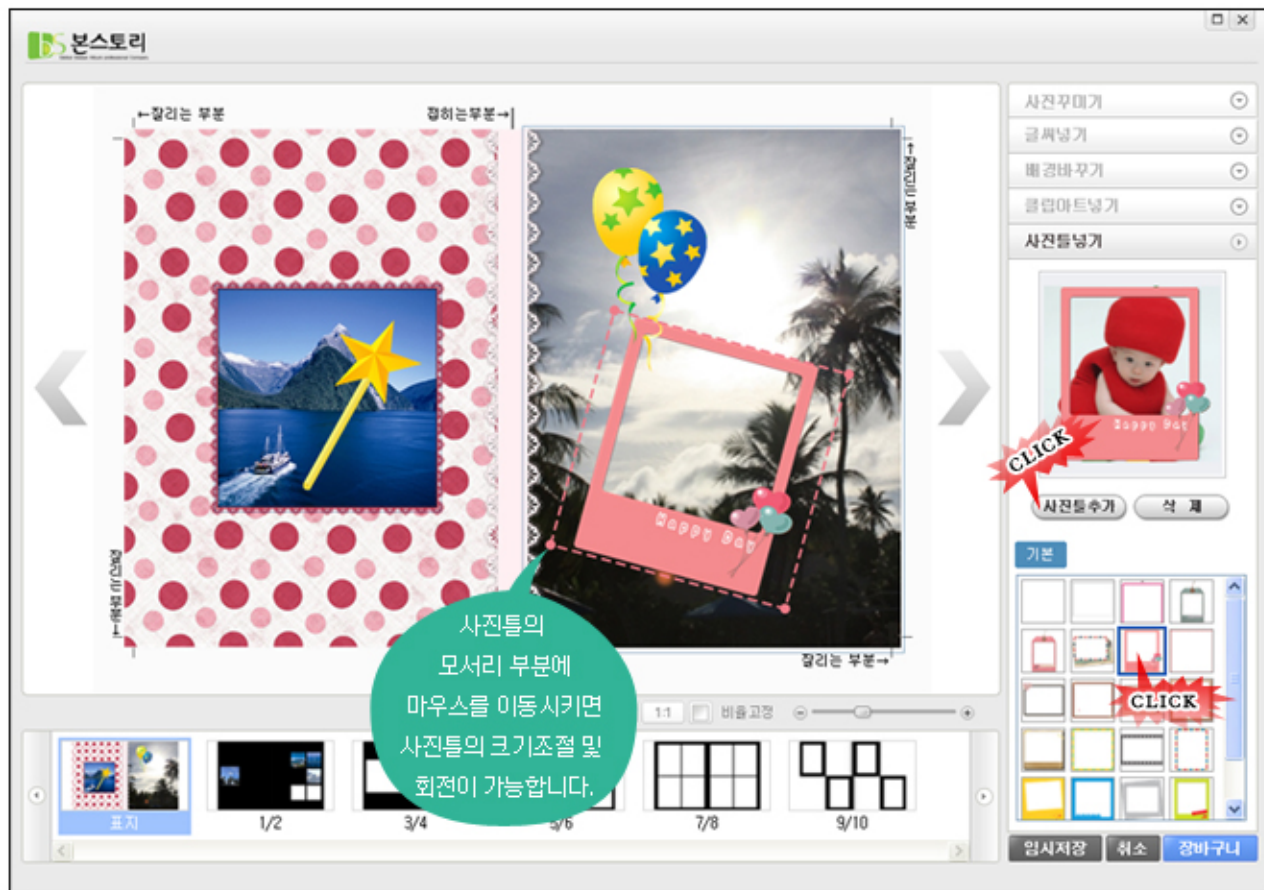 본스토리
←잘리는 부분
접히는부분→
←잘리는 부분
잘리는 부분→
잘리는 부분→
Happy Day
사진틀의
모서리 부분에
마우스를 이동시키면
사진틀의 크기조절 및
회전이 가능합니다.
1:1
비율고정
표지
1/2
3/4
5/6
7/8
9/10
사진꾸미기
글씨넣기
배경바꾸기
클립아트넣기
사진틀넣기
Happy Day
CLICK
사진틀추가
삭 제
기본
CLICK
임시저장
취소
장바구니